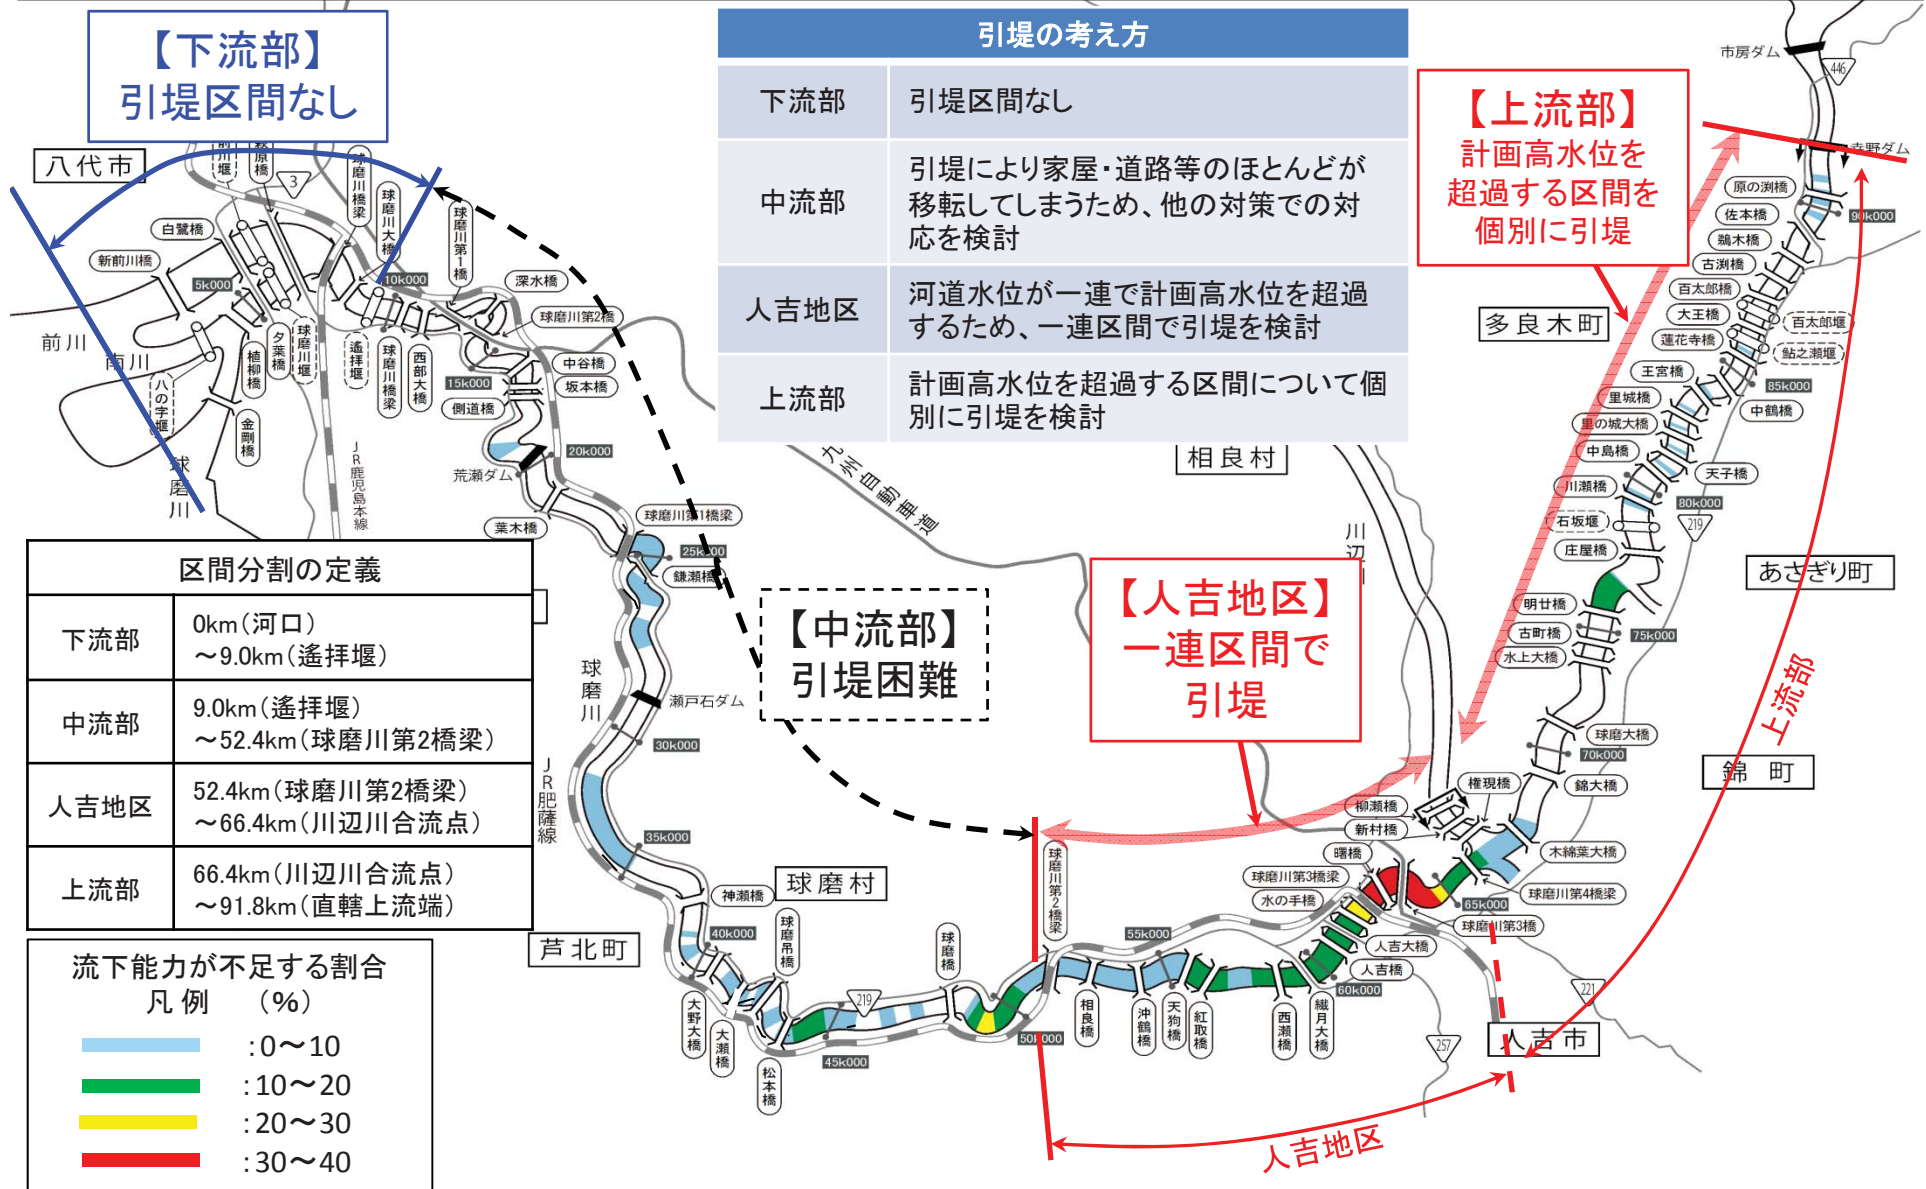 【下流部】
引堤区間なし
引堤の考え方
下流部
引堤区間なし
中流部
引堤により家屋・道路等のほとんどが
移転してしまうため、他の対策での対
応を検討
人吉地区
河道水位が一連で計画高水位を超過
するため、一連区間で引堤を検討
上流部
計画高水位を超過する区間について個
別に引堤を検討
【上流部】
計画高水位を
超過する区間を
個別に引堤
【中流部】
引堤困難
【人吉地区】
一連区間で
引堤
区間分割の定義
下流部
0km(河口)
～9.0km(遙拝堰)
中流部
9.0km(遙拝堰)
～52.4km(球磨川第2橋梁)
人吉地区
52.4km(球磨川第2橋梁)
～66.4km(川辺川合流点)
上流部
66.4km(川辺川合流点)
～91.8km(直轄上流端)
流下能力が不足する割合
凡 例 (%)
:0～10
:10～20
:20～30
:30～40
八代市
前川堰
萩原橋
3
球磨川橋梁
球磨川大橋
球磨川第1橋
白鷺橋
新前川橋
5k000
10k000
深水橋
球磨川第2橋
前川
南川
八の字堰
球磨川
金剛橋
植柳橋
夕葉橋
球磨川堰
遙拝堰
球磨川橋梁
西部大橋
JR鹿児島本線
15k000
中谷橋
坂本橋
側道橋
20k000
荒瀬ダム
葉木橋
球磨川第1橋梁
鎌瀬橋
九州自動車道
球磨川
瀬戸石ダム
30k000
JR肥薩線
35k000
神瀬橋
球磨村
芦北町
40k000
球磨吊橋
大野大橋
大瀬橋
松本橋
219
45k000
球磨橋
50k000
球磨川第2橋梁
55k000
相良橋
沖鶴橋
天狗橋
紅取橋
西瀬橋
繊月大橋
60k000
人吉橋
人吉大橋
水の手橋
球磨川第3橋梁
曙橋
新村橋
柳瀬橋
権現橋
球磨川第3橋
65k000
球磨川第4橋梁
木綿葉大橋
錦大橋
70k000
球磨大橋
221
257
人吉市
人吉地区
上流部
錦 町
あさぎり町
相良村
多良木町
水上大橋
古町橋
75k000
明廿橋
庄屋橋
石坂堰
219
80k000
川瀬橋
天子橋
中島橋
里の城大橋
里城橋
王宮橋
中鶴橋
85k000
鮎之瀬堰
百太郎堰
蓮花寺橋
大王橋
百太郎橋
古渕橋
鵜木橋
佐本橋
90k000
原の渕橋
幸野ダム
446
市房ダム